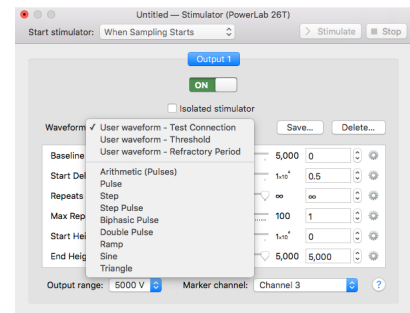 Untitled — Stimulator (PowerLab 26T)
Start stimulator: When Sampling Starts > Stimulate Stop
Output 1
ON
Isolated stimulator
Waveform ✓ User waveform - Test Connection Save... Delete...
User waveform - Threshold
User waveform - Refractory Period
Arithmetic (Pulses)
Pulse
Step
Step Pulse
Biphasic Pulse
Double Pulse
Ramp
Sine
Triangle
Baseline 5,000 0
Start Del 1x10⁴ 0.5
Repeats ∞ ∞
Max Rep 100 1
Start Hei 1x10⁴ 0
End Heig 5,000 5,000
Output range: 5000 V Marker channel: Channel 3 ?